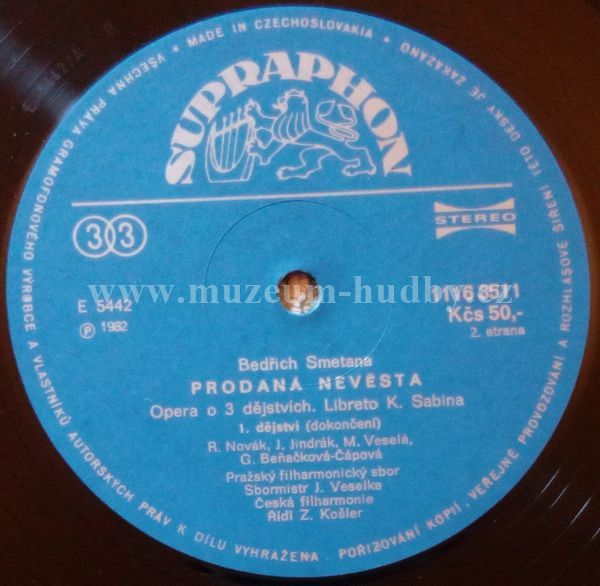 VŠECHNA PRÁVA GRAMOFONOVÉHO VÝROBCE A VLASTNÍKŮ AUTORSKÝCH PRÁV K DÍLU VYHRAŽENA. POŘIZOVÁNÍ KOPIÍ, VEŘEJNÉ PROVOZOVÁNÍ A ROZHLASOVÉ ŠÍŘENÍ TÉTO DESKY JE ZAKÁZÁNO • MADE IN CZECHOSLOVAKIA •
SUPRAPHON
33
STEREO
www.muzeum-hudby.cz
E 5442
Ⓟ 1982
1116 3511
Kčs 50,-
2. strana
Bedřich Smetana
PRODANÁ NEVĚSTA
Opera o 3 dějstvích. Libreto K. Sabina
1. dějství (dokončení)
R. Novák, J. Jindrák, M. Veselá,
G. Beňačková-Čápová
Pražský filharmonický sbor
Sbormistr J. Veselka
Česká filharmonie
Řídí Z. Košler